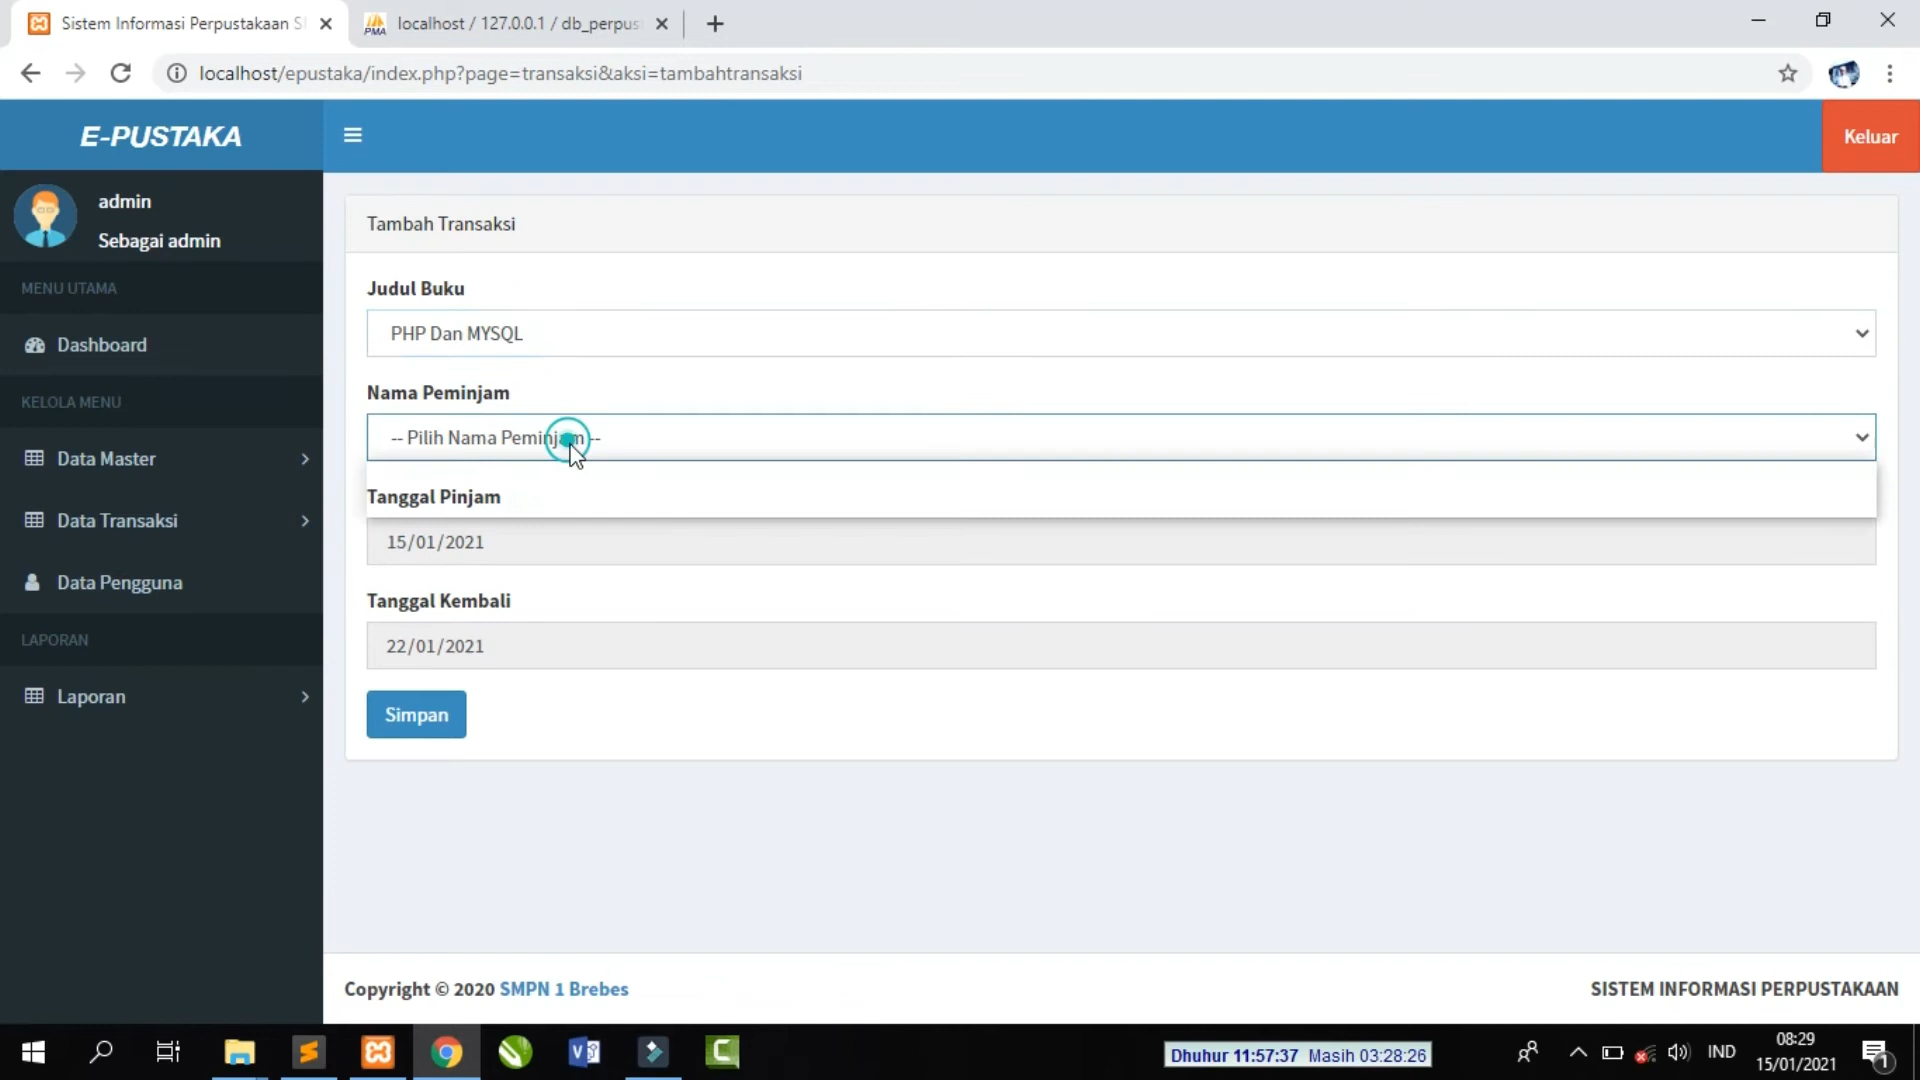 Sistem Informasi Perpustakaan S
localhost / 127.0.0.1 / db_perpus
localhost/epustaka/index.php?page=transaksi&aksi=tambahtransaksi
E-PUSTAKA
Keluar
admin
Sebagai admin
MENU UTAMA
Dashboard
KELOLA MENU
Data Master
Data Transaksi
Data Pengguna
LAPORAN
Laporan
Tambah Transaksi
Judul Buku
PHP Dan MYSQL
Nama Peminjam
-- Pilih Nama Peminjam --
Tanggal Pinjam
15/01/2021
Tanggal Kembali
22/01/2021
Simpan
Copyright © 2020 SMPN 1 Brebes
SISTEM INFORMASI PERPUSTAKAAN
Dhuhur 11:57:37 Masih 03:28:26
IND
08:29
15/01/2021
1